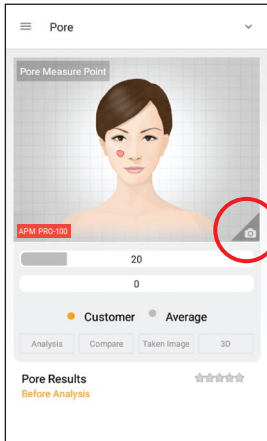 Pore
Pore Measure Point
APM PRO-100
20
0
Customer Average
Analysis Compare Taken Image 3D
Pore Results
Before Analysis